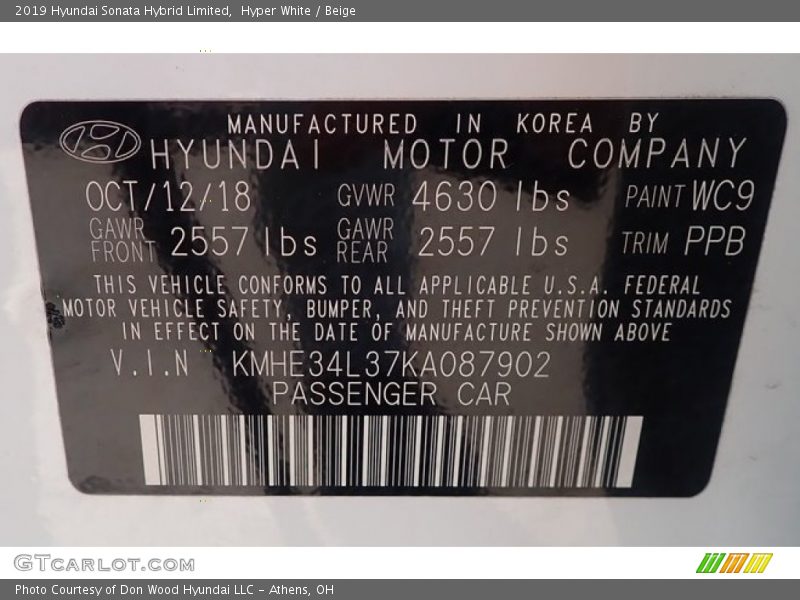 2019 Hyundai Sonata Hybrid Limited,  Hyper White / Beige
MANUFACTURED IN KOREA BY
HYUNDAI MOTOR COMPANY
OCT/12/18 GVWR 4630 lbs PAINT WC9
GAWR FRONT 2557 lbs GAWR REAR 2557 lbs TRIM PPB
THIS VEHICLE CONFORMS TO ALL APPLICABLE U.S.A. FEDERAL
MOTOR VEHICLE SAFETY, BUMPER, AND THEFT PREVENTION STANDARDS
IN EFFECT ON THE DATE OF MANUFACTURE SHOWN ABOVE
V.I.N KMHE34L37KA087902
PASSENGER CAR
GTCARLOT.COM
Photo Courtesy of Don Wood Hyundai LLC - Athens, OH